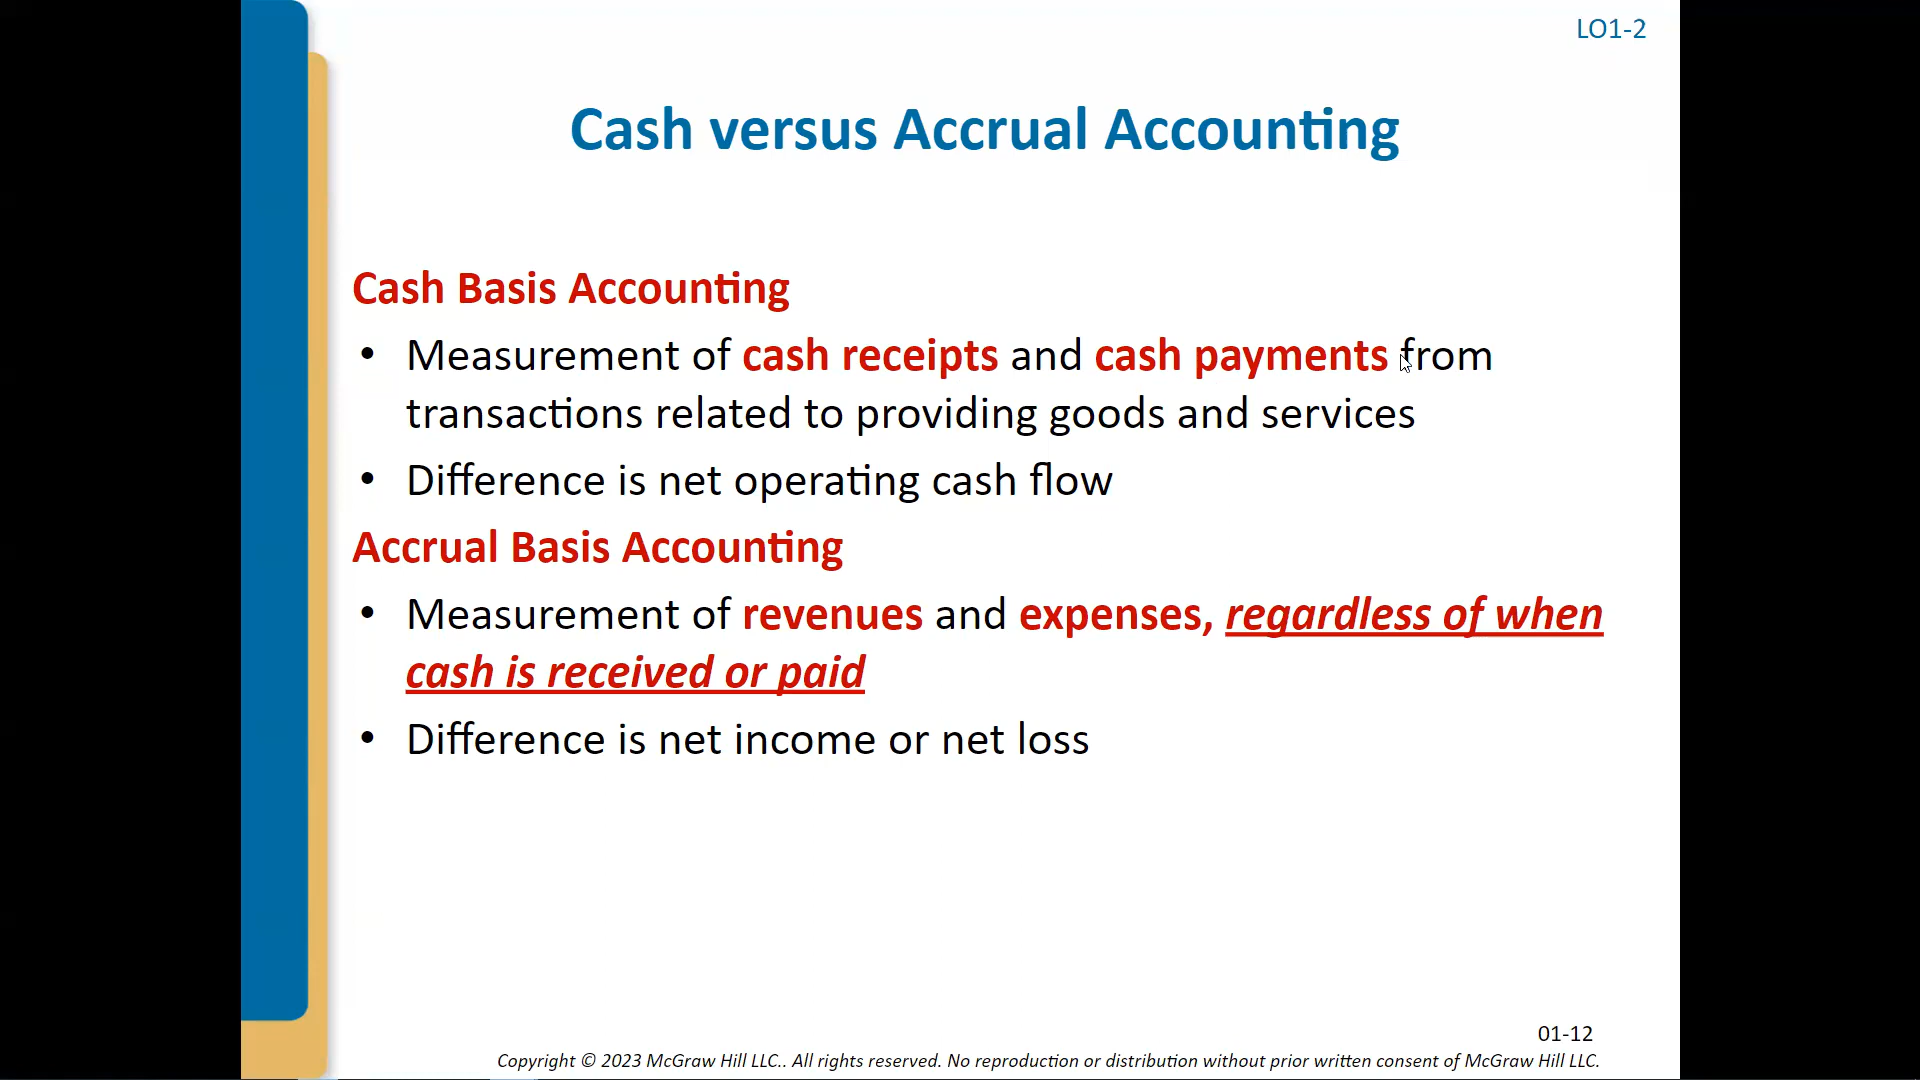 LO1-2
Cash versus Accrual Accounting
Cash Basis Accounting
• Measurement of cash receipts and cash payments from
transactions related to providing goods and services
• Difference is net operating cash flow
Accrual Basis Accounting
• Measurement of revenues and expenses, regardless of when
cash is received or paid
• Difference is net income or net loss
01-12
Copyright © 2023 McGraw Hill LLC.. All rights reserved. No reproduction or distribution without prior written consent of McGraw Hill LLC.